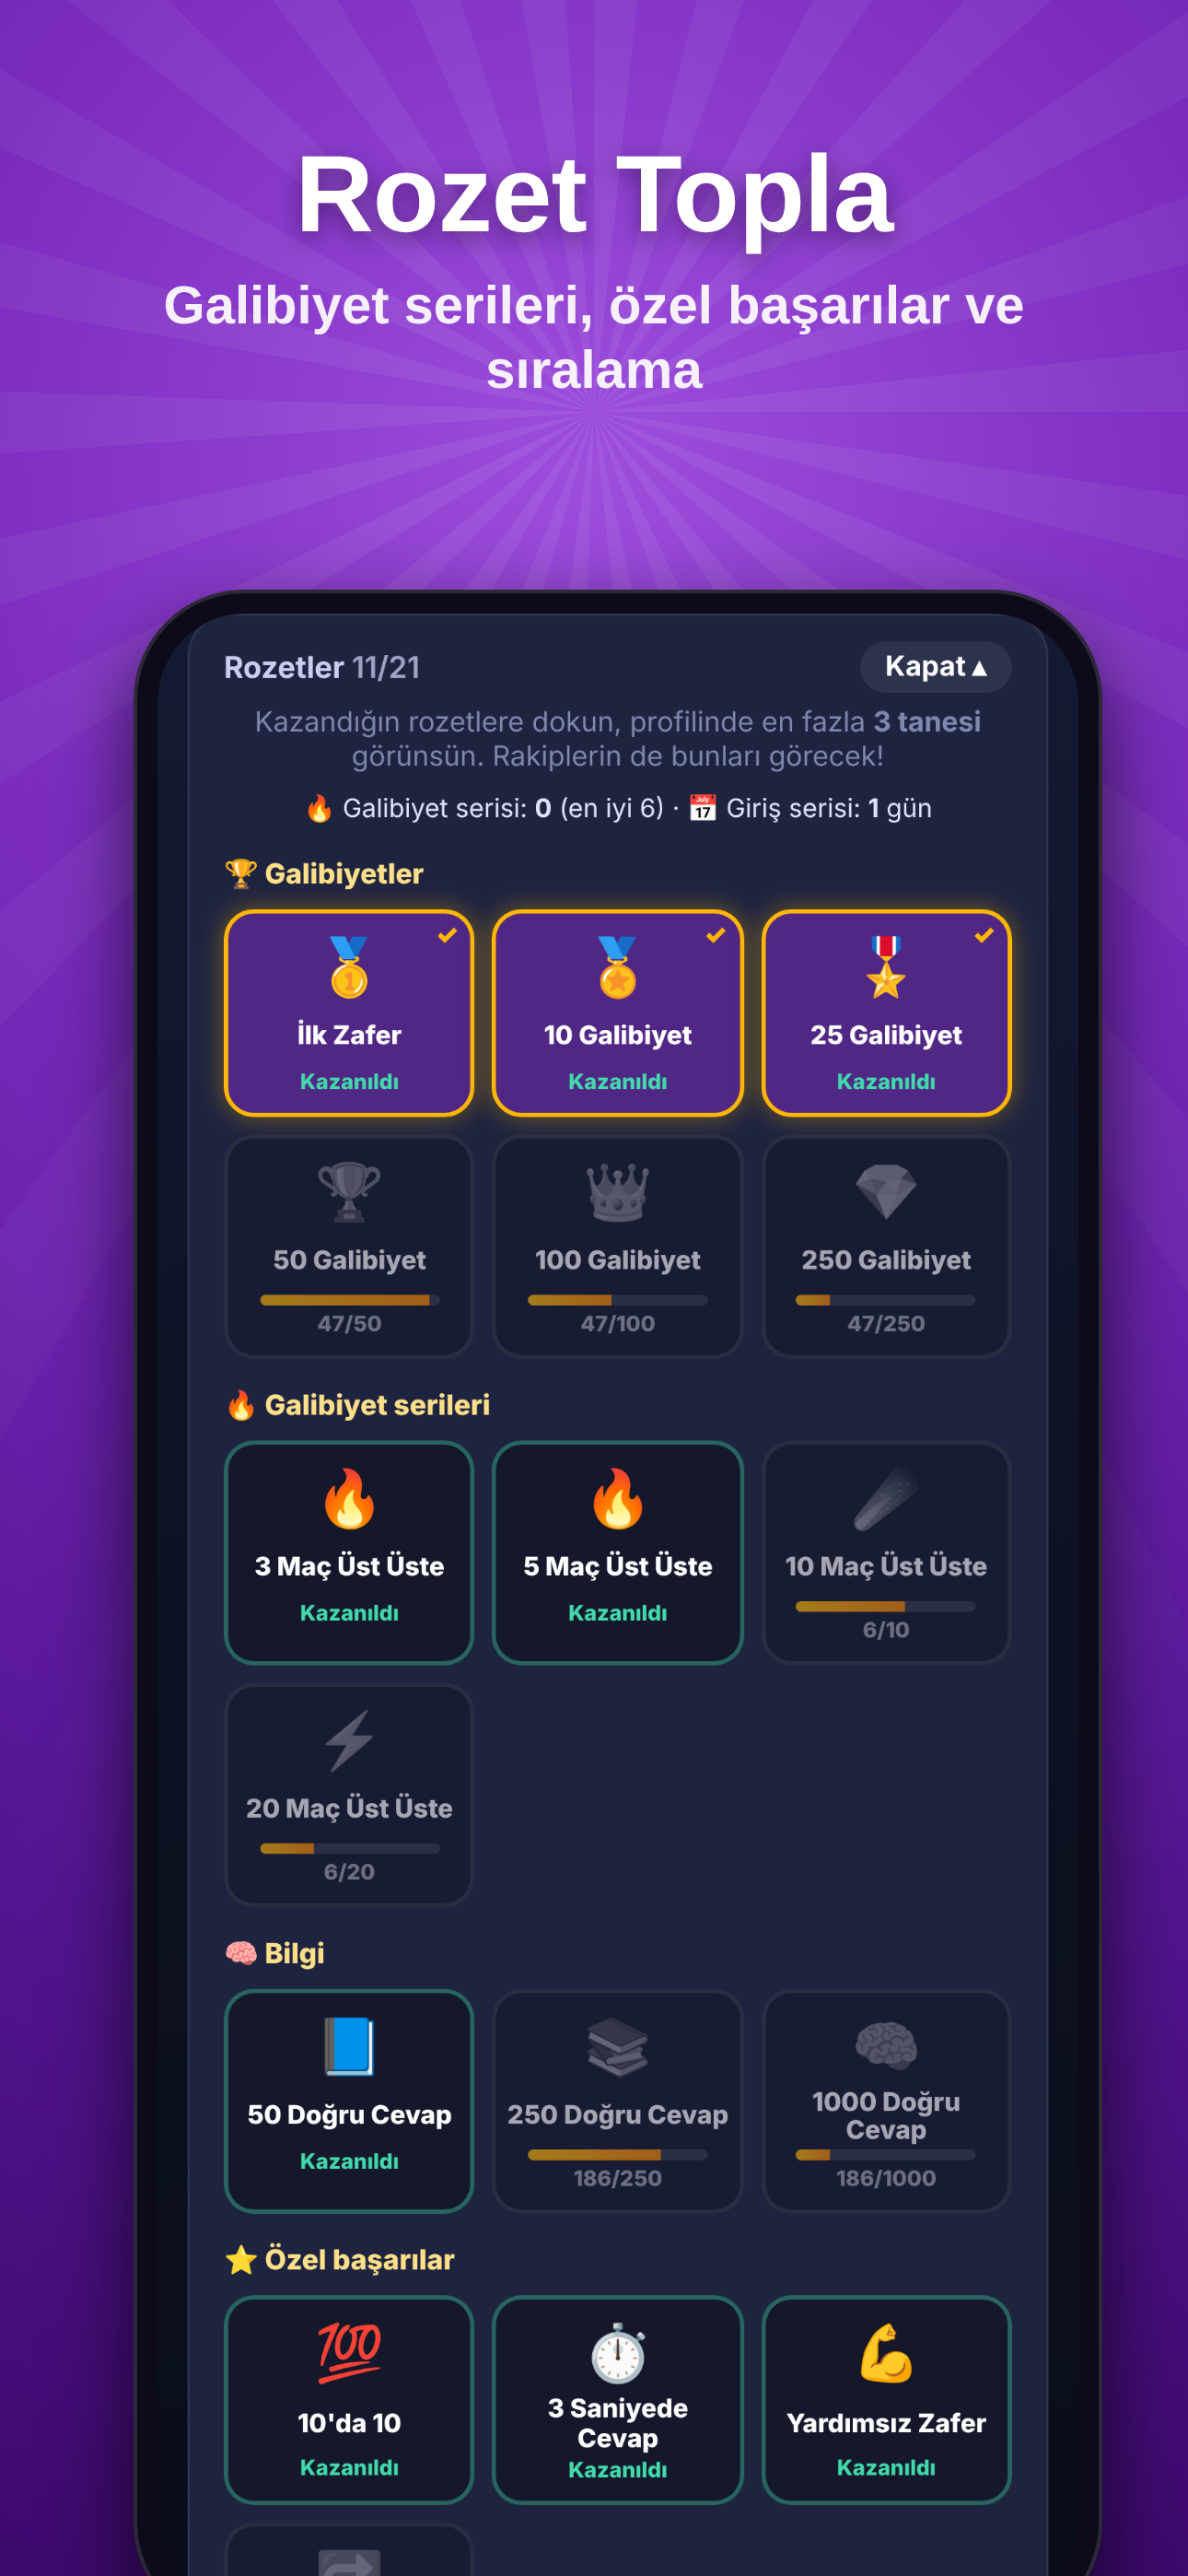 Rozet Topla
Galibiyet serileri, özel başarılar ve
sıralama
Rozetler 11/21
Kapat ▴
Kazandığın rozetlere dokun, profilinde en fazla 3 tanesi
görünsün. Rakiplerin de bunları görecek!
🔥 Galibiyet serisi: 0 (en iyi 6) · 📅 Giriş serisi: 1 gün
🏆 Galibiyetler
İlk Zafer
Kazanıldı
10 Galibiyet
Kazanıldı
25 Galibiyet
Kazanıldı
50 Galibiyet
47/50
100 Galibiyet
47/100
250 Galibiyet
47/250
🔥 Galibiyet serileri
3 Maç Üst Üste
Kazanıldı
5 Maç Üst Üste
Kazanıldı
10 Maç Üst Üste
6/10
20 Maç Üst Üste
6/20
🧠 Bilgi
50 Doğru Cevap
Kazanıldı
250 Doğru Cevap
186/250
1000 Doğru
Cevap
186/1000
⭐ Özel başarılar
💯
10'da 10
Kazanıldı
3 Saniyede
Cevap
Kazanıldı
Yardımsız Zafer
Kazanıldı